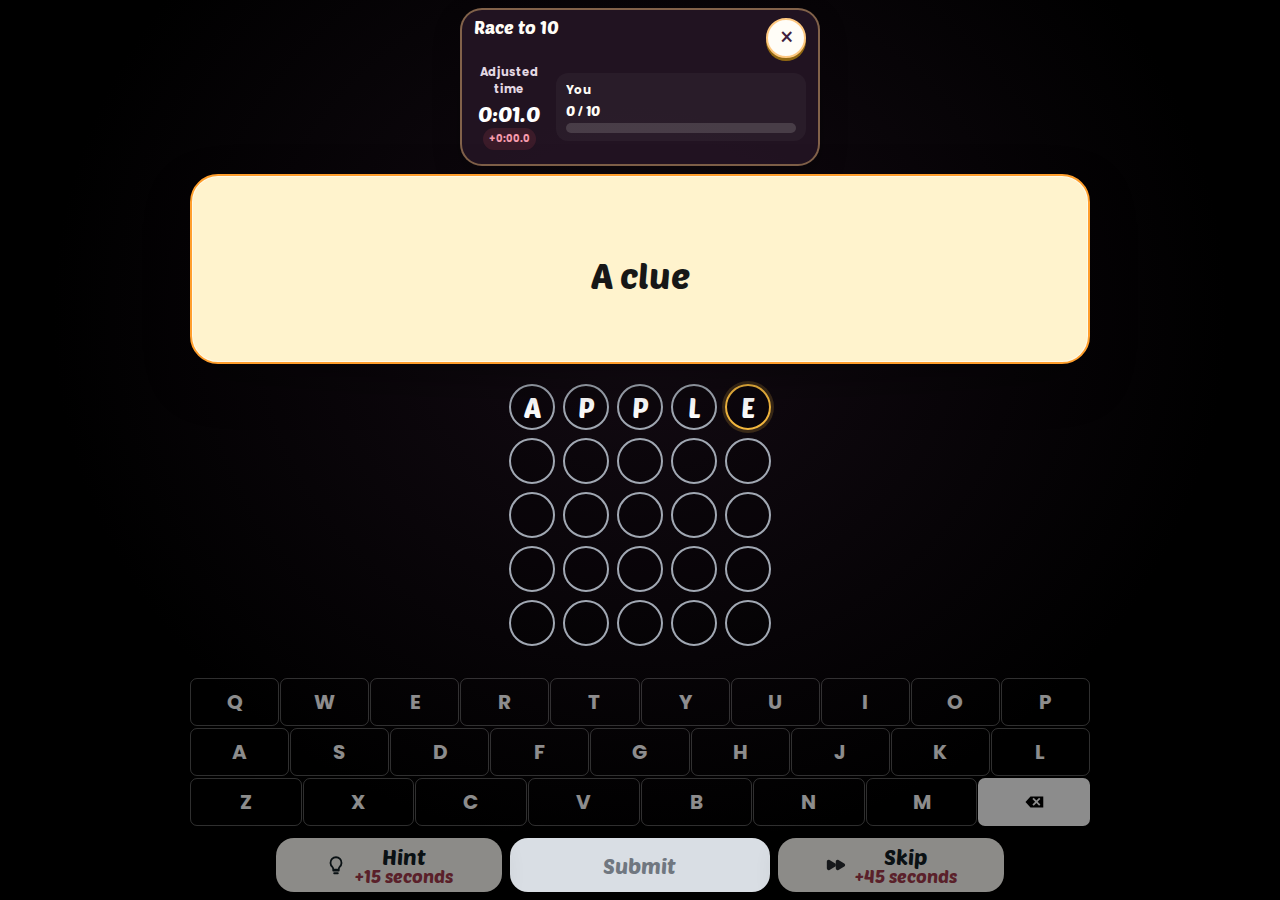 Race to 10
×
Adjusted
time
0:01.0
+0:00.0
You
0 / 10
A clue
A P P L E
Q W E R T Y U I O P
A S D F G H J K L
Z X C V B N M
Hint
+15 seconds
Submit
Skip
+45 seconds